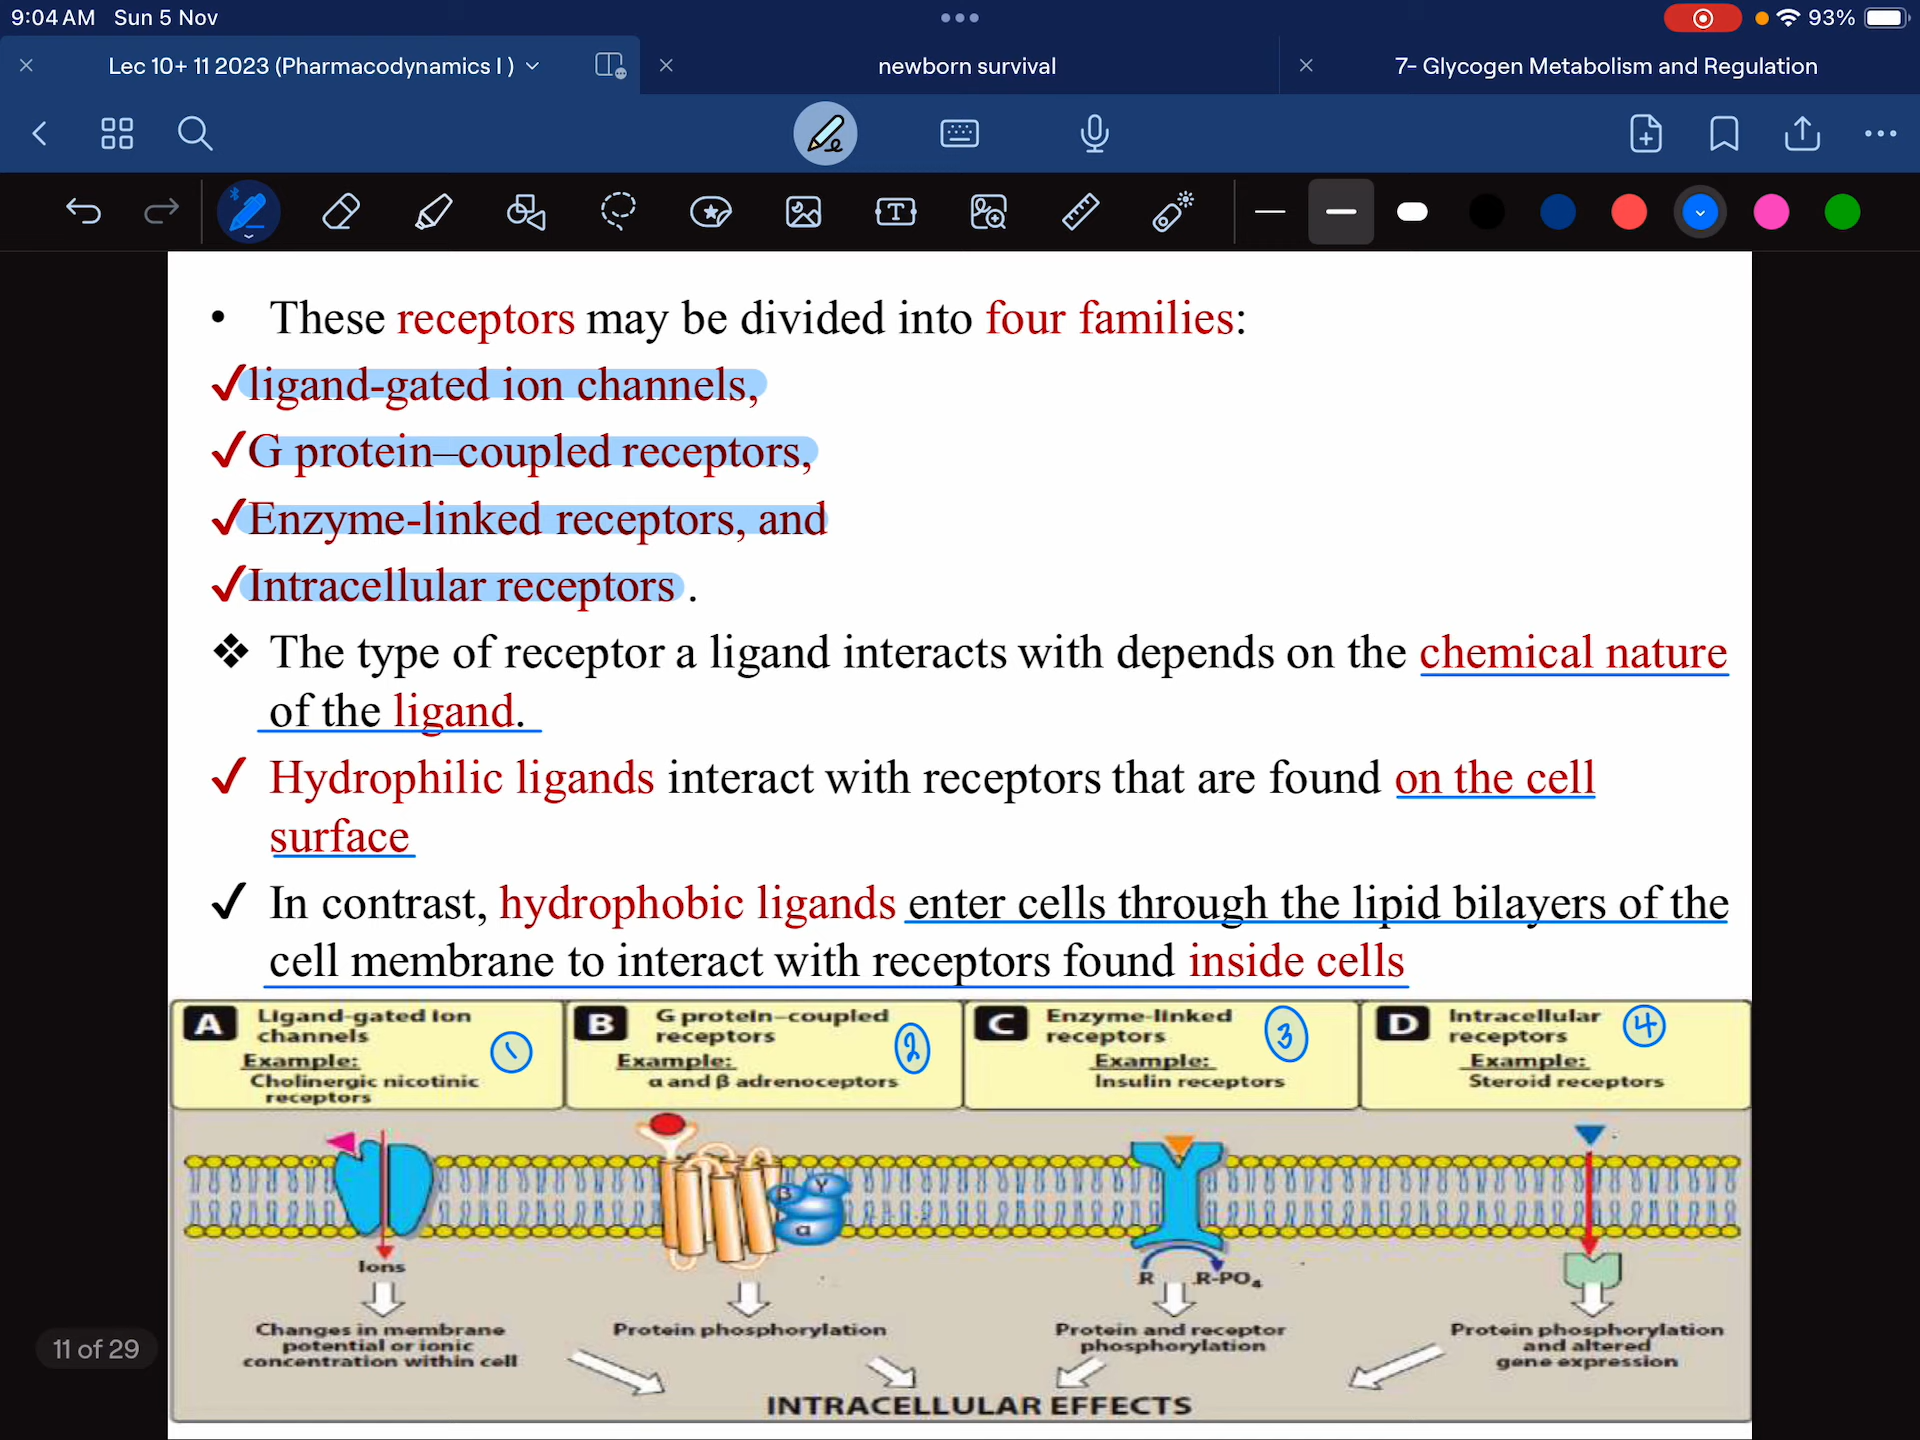 9:04 AM Sun 5 Nov
93%
Lec 10+ 11 2023 (Pharmacodynamics I )
newborn survival
7- Glycogen Metabolism and Regulation
• These receptors may be divided into four families:
✓ligand-gated ion channels,
✓G protein–coupled receptors,
✓Enzyme-linked receptors, and
✓Intracellular receptors .
❖ The type of receptor a ligand interacts with depends on the chemical nature
of the ligand.
✓ Hydrophilic ligands interact with receptors that are found on the cell
surface
✓ In contrast, hydrophobic ligands enter cells through the lipid bilayers of the
cell membrane to interact with receptors found inside cells
A Ligand-gated ion
channels
Example:
Cholinergic nicotinic
receptors
1
B G protein–coupled
receptors
Example:
α and β adrenoceptors
2
C Enzyme-linked
receptors
Example:
Insulin receptors
3
D Intracellular
receptors
Example:
Steroid receptors
4
β γ
α
Ions
R R-PO4
Changes in membrane
potential or ionic
concentration within cell
Protein phosphorylation
Protein and receptor
phosphorylation
Protein phosphorylation
and altered
gene expression
INTRACELLULAR EFFECTS
11 of 29